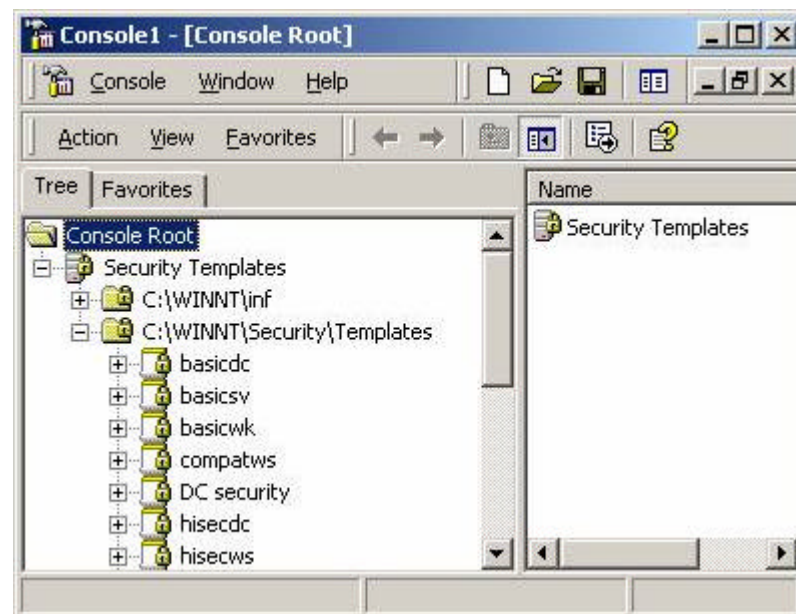 Console1 - [Console Root]
Console Window Help
Action View Favorites
Tree Favorites
Name
Console Root
Security Templates
C:\WINNT\inf
C:\WINNT\Security\Templates
basicdc
basicsv
basicwk
compatws
DC security
hisecdc
hisecws
Security Templates